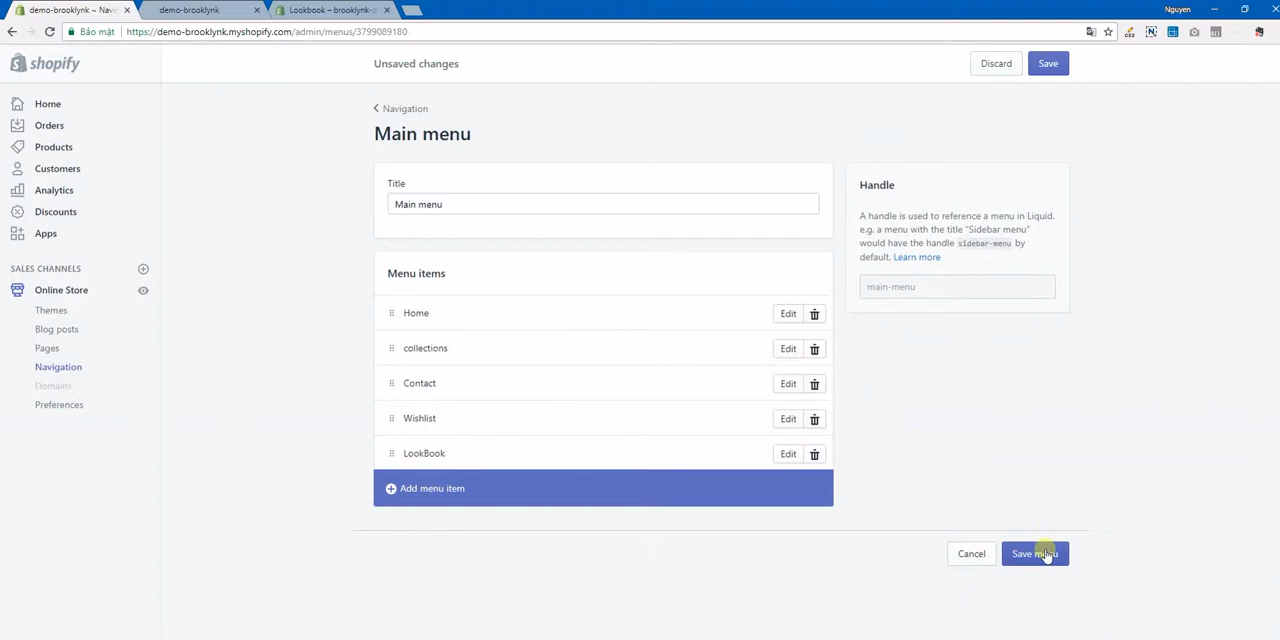 demo-brooklynk ~ Nav
demo-brooklynk
Lookbook – brooklynk-d
Nguyen
Bảo mật
https://demo-brooklynk.myshopify.com/admin/menus/3799089180
shopify
Unsaved changes
Discard
Save
Home
Orders
Products
Customers
Analytics
Discounts
Apps
SALES CHANNELS
Online Store
Themes
Blog posts
Pages
Navigation
Domains
Preferences
Navigation
Main menu
Title
Main menu
Menu items
Home
Edit
collections
Edit
Contact
Edit
Wishlist
Edit
LookBook
Edit
Add menu item
Handle
A handle is used to reference a menu in Liquid.
e.g. a menu with the title “Sidebar menu”
would have the handle sidebar-menu by
default. Learn more
main-menu
Cancel
Save menu